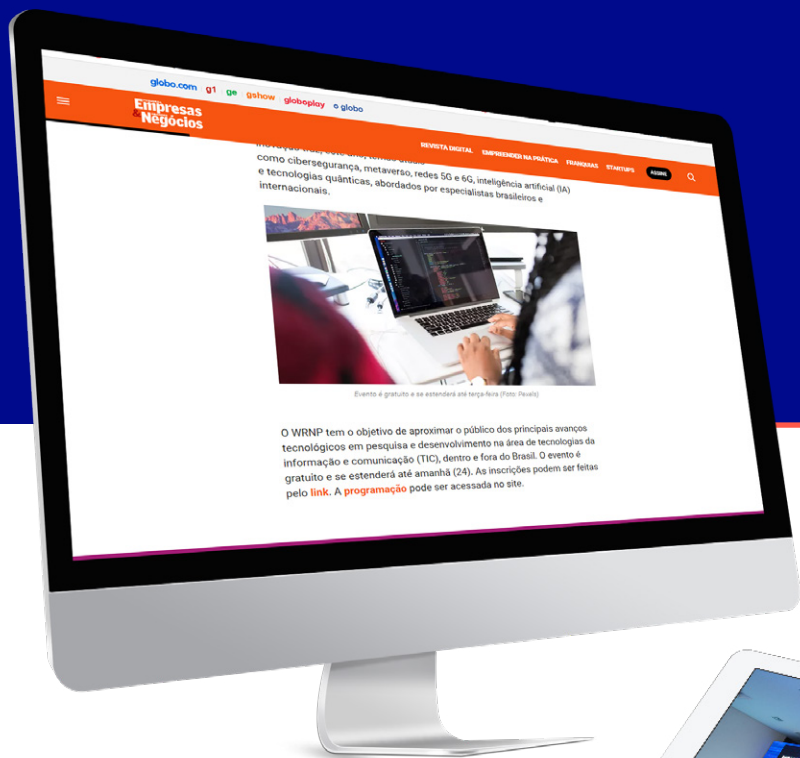 globo.com g1 ge gshow globoplay o globo
Empresas
& Negócios
REVISTA DIGITAL EMPREENDER NA PRÁTICA FRANQUIAS STARTUPS ASSINE
como cibersegurança, metaverso, redes 5G e 6G, inteligência artificial (IA)
e tecnologias quânticas, abordados por especialistas brasileiros e
internacionais.
Evento é gratuito e se estenderá até terça-feira (Foto: Pexels)
O WRNP tem o objetivo de aproximar o público dos principais avanços
tecnológicos em pesquisa e desenvolvimento na área de tecnologias da
informação e comunicação (TIC), dentro e fora do Brasil. O evento é
gratuito e se estenderá até amanhã (24). As inscrições podem ser feitas
pelo link. A programação pode ser acessada no site.